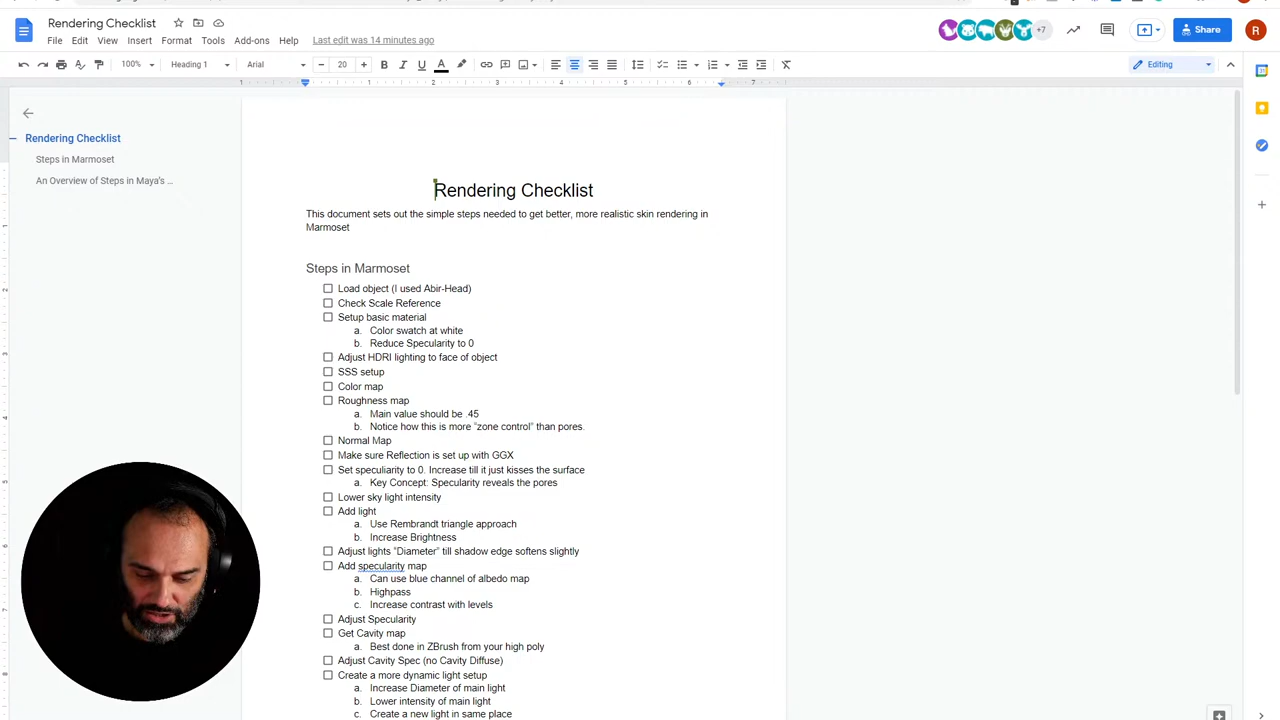 Rendering Checklist
File Edit View Insert Format Tools Add-ons Help Last edit was 14 minutes ago
+7
Share
R
100% Heading 1 Arial 20 B I U A Editing
1 1 2 3 4 5 6 7
Rendering Checklist
Steps in Marmoset
An Overview of Steps in Maya's ...
Rendering Checklist
This document sets out the simple steps needed to get better, more realistic skin rendering in
Marmoset
Steps in Marmoset
Load object (I used Abir-Head)
Check Scale Reference
Setup basic material
a. Color swatch at white
b. Reduce Specularity to 0
Adjust HDRI lighting to face of object
SSS setup
Color map
Roughness map
a. Main value should be .45
b. Notice how this is more “zone control” than pores.
Normal Map
Make sure Reflection is set up with GGX
Set speculiarity to 0. Increase till it just kisses the surface
a. Key Concept: Specularity reveals the pores
Lower sky light intensity
Add light
a. Use Rembrandt triangle approach
b. Increase Brightness
Adjust lights “Diameter” till shadow edge softens slightly
Add specularity map
a. Can use blue channel of albedo map
b. Highpass
c. Increase contrast with levels
Adjust Specularity
Get Cavity map
a. Best done in ZBrush from your high poly
Adjust Cavity Spec (no Cavity Diffuse)
Create a more dynamic light setup
a. Increase Diameter of main light
b. Lower intensity of main light
c. Create a new light in same place